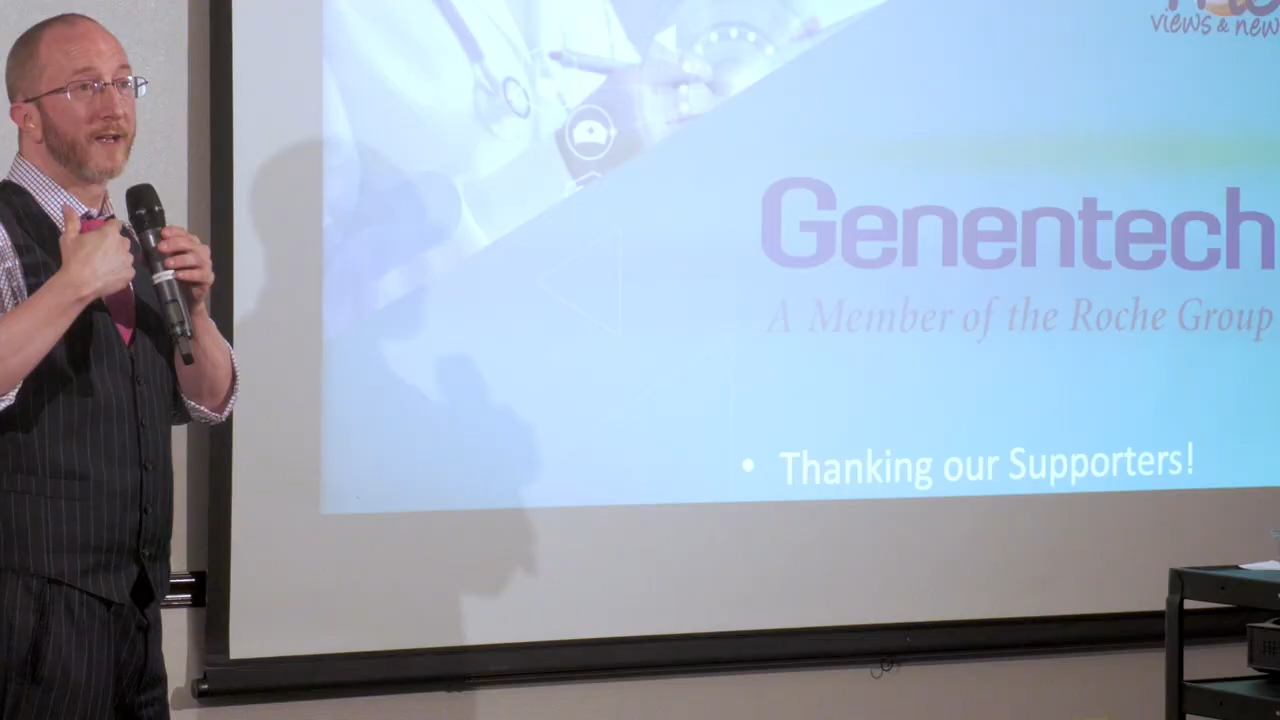 views & new
Genentech
A Member of the Roche Group
• Thanking our Supporters!